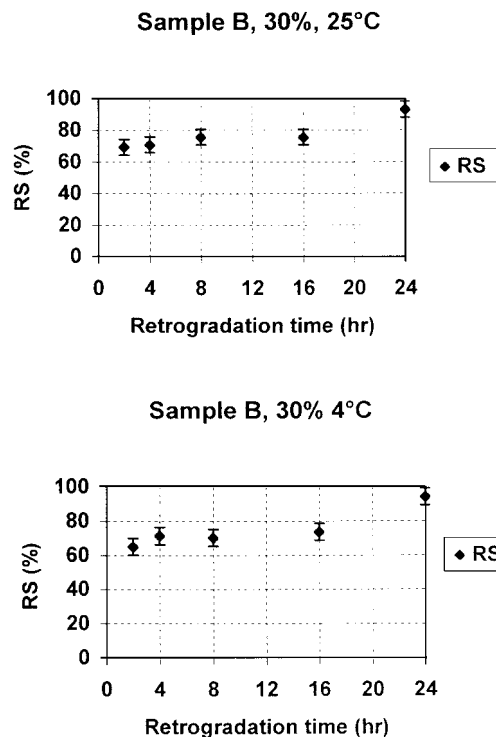 Sample B, 30%, 25°C
100
80
60
40
20
0
RS (%)
0 4 8 12 16 20 24
Retrogradation time (hr)
RS
Sample B, 30% 4°C
100
80
60
40
20
0
RS (%)
0 4 8 12 16 20 24
Retrogradation time (hr)
RS